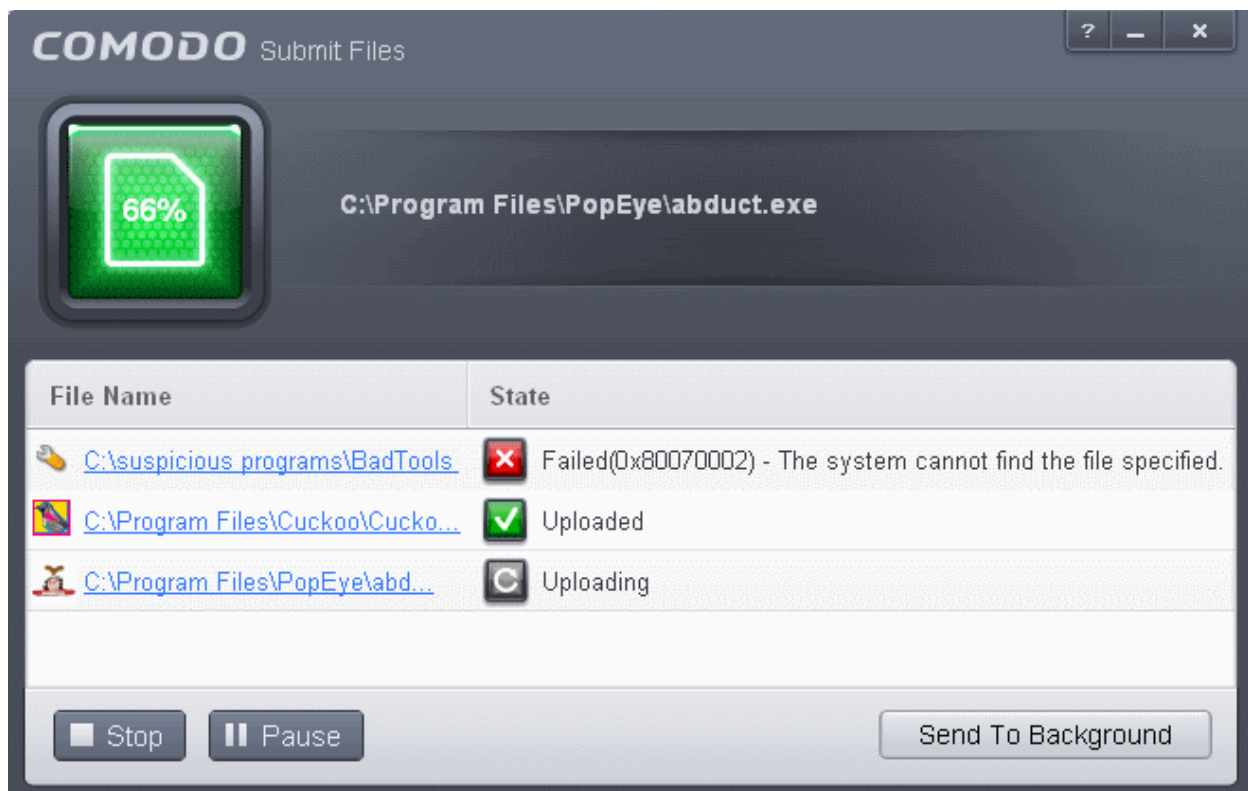 COMODO Submit Files
? – ×
66%
C:\Program Files\PopEye\abduct.exe
File Name State
C:\suspicious programs\BadTools Failed(0x80070002) - The system cannot find the file specified.
C:\Program Files\Cuckoo\Cucko... Uploaded
C:\Program Files\PopEye\abd... Uploading
Stop Pause Send To Background